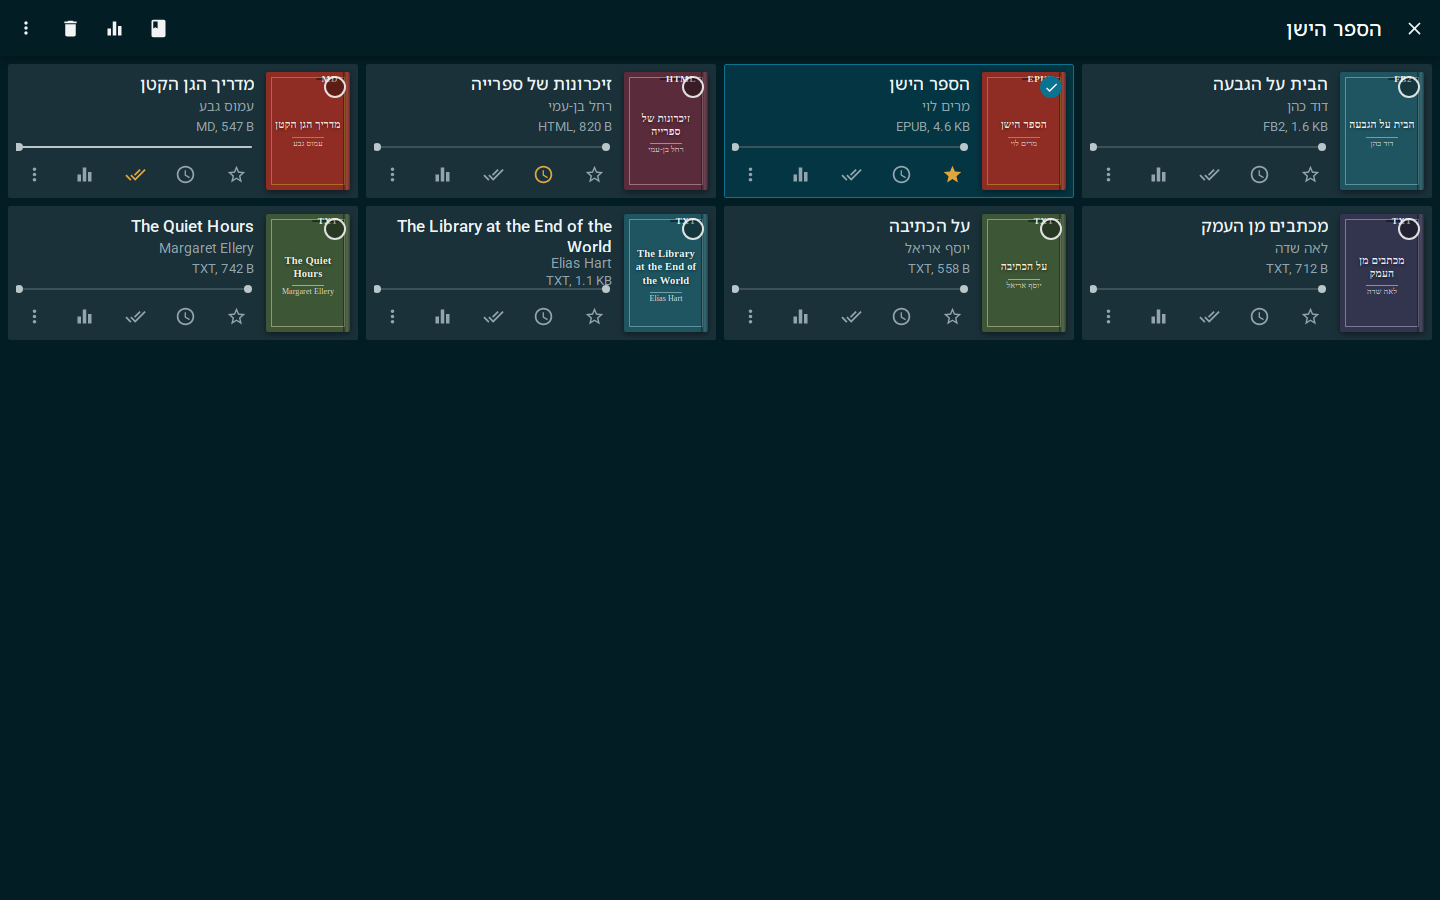 הספר הישן
הבית על הגבעה
דוד כהן
FB2, 1.6 KB
הבית על הגבעה
דוד כהן
הספר הישן
מרים לוי
EPUB, 4.6 KB
הספר הישן
מרים לוי
זיכרונות של ספרייה
רחל בן-עמי
HTML, 820 B
HTML
זיכרונות של
ספרייה
רחל בן-עמי
מדריך הגן הקטן
עמוס גבע
MD, 547 B
מדריך הגן הקטן
עמוס גבע
מכתבים מן העמק
לאה שדה
TXT, 712 B
מכתבים מן
העמק
לאה שדה
על הכתיבה
יוסף אריאל
TXT, 558 B
על הכתיבה
יוסף אריאל
The Library at the End of the
World
Elias Hart
TXT, 1.1 KB
The Library
at the End of
the World
Elias Hart
The Quiet Hours
Margaret Ellery
TXT, 742 B
The Quiet
Hours
Margaret Ellery